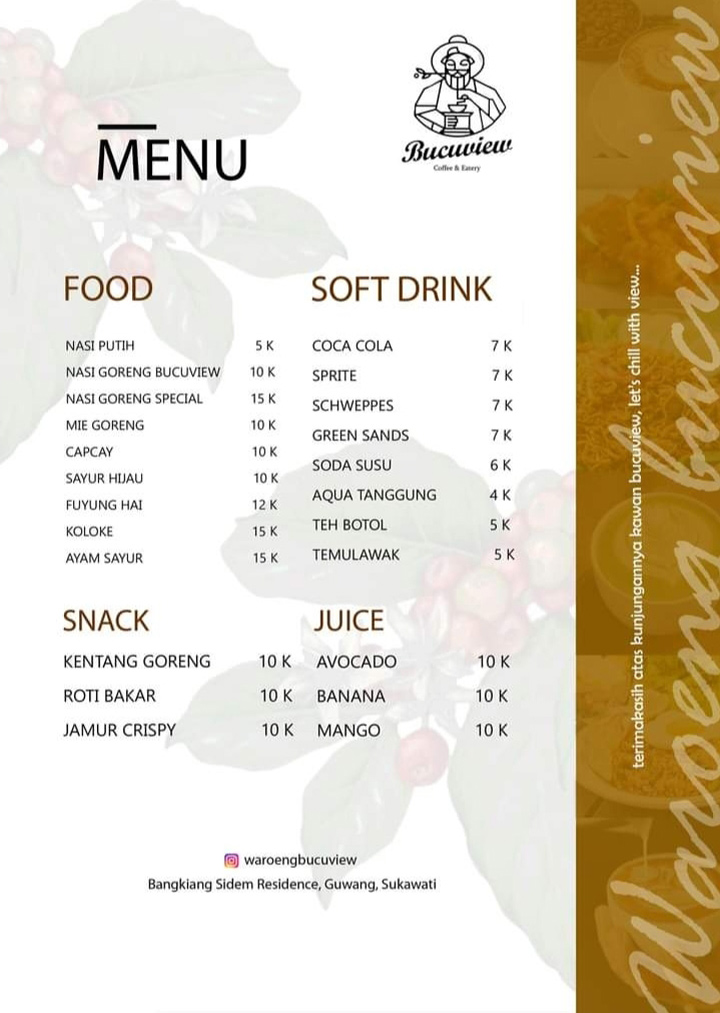 MENU
Bucuview
Coffee & Eatery
FOOD
NASI PUTIH 5 K
NASI GORENG BUCUVIEW 10 K
NASI GORENG SPECIAL 15 K
MIE GORENG 10 K
CAPCAY 10 K
SAYUR HIJAU 10 K
FUYUNG HAI 12 K
KOLOKE 15 K
AYAM SAYUR 15 K
SOFT DRINK
COCA COLA 7 K
SPRITE 7 K
SCHWEPPES 7 K
GREEN SANDS 7 K
SODA SUSU 6 K
AQUA TANGGUNG 4 K
TEH BOTOL 5 K
TEMULAWAK 5 K
SNACK
KENTANG GORENG 10 K
ROTI BAKAR 10 K
JAMUR CRISPY 10 K
JUICE
AVOCADO 10 K
BANANA 10 K
MANGO 10 K
waroengbucuview
Bangkiang Sidem Residence, Guwang, Sukawati
terimakasih atas kunjungannya kawan bucuview, let's chill with view...
Waroeng bucuview